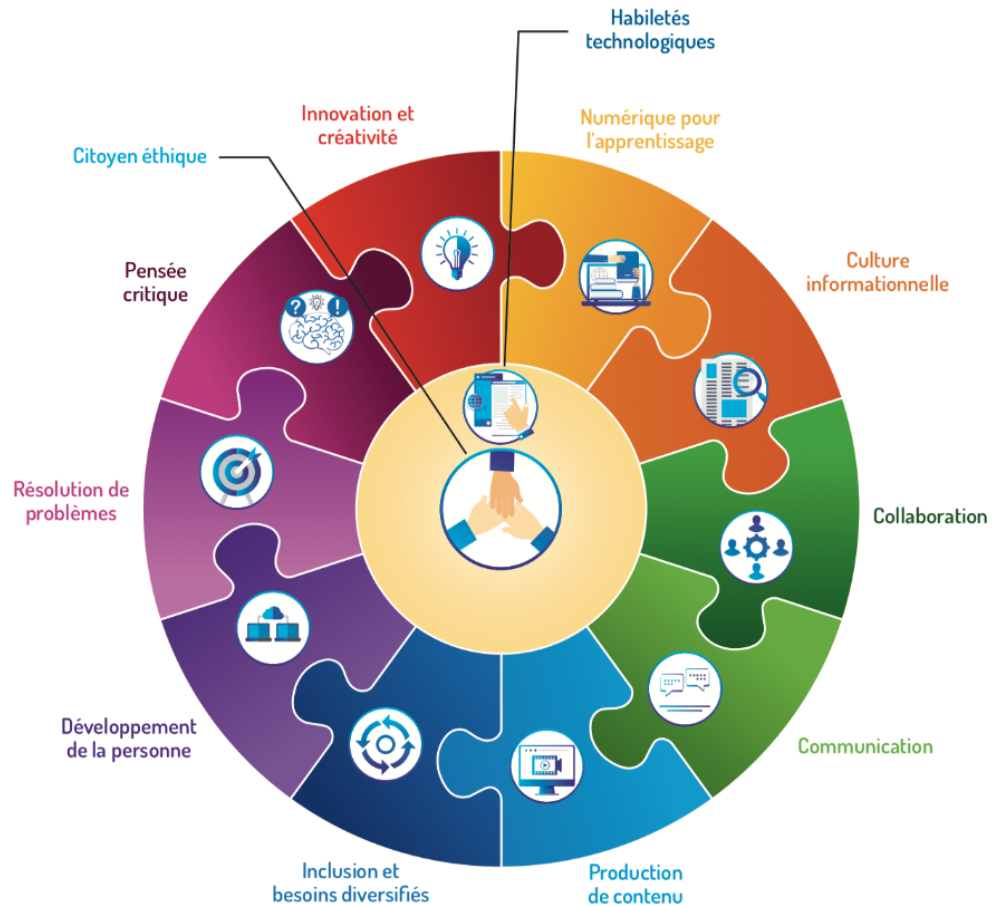 Habiletés
technologiques
Innovation et
créativité
Numérique pour
l'apprentissage
Citoyen éthique
Pensée
critique
Culture
informationnelle
Résolution de
problèmes
Collaboration
Développement
de la personne
Communication
Inclusion et
besoins diversifiés
Production
de contenu
? !